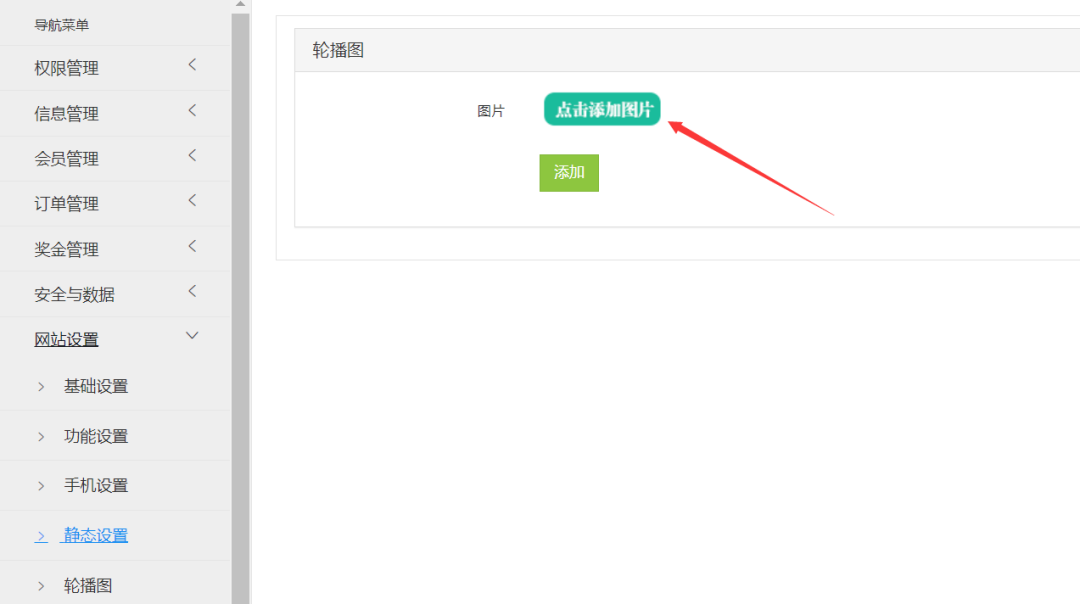 导航菜单
权限管理
信息管理
会员管理
订单管理
奖金管理
安全与数据
网站设置
基础设置
功能设置
手机设置
静态设置
轮播图
轮播图
图片
点击添加图片
添加